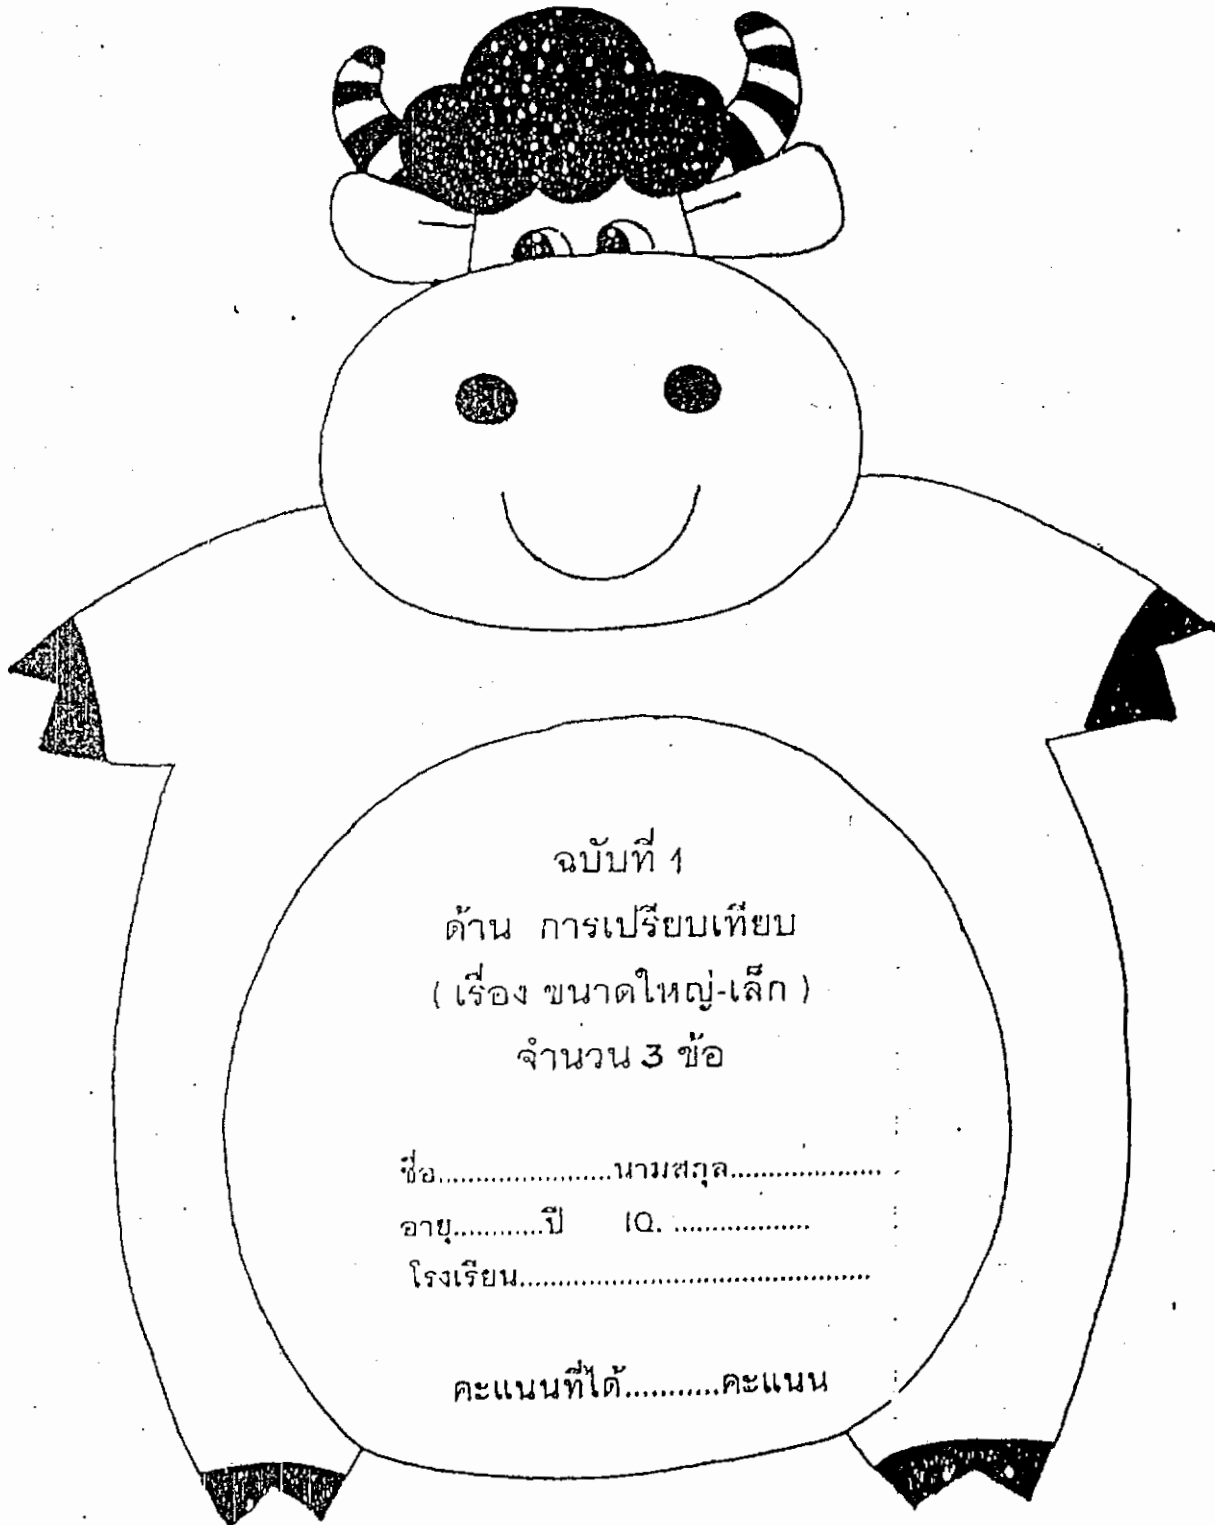 ฉบับที่ 1
ด้าน การเปรียบเทียบ
( เรื่อง ขนาดใหญ่-เล็ก )
จำนวน 3 ข้อ
ชื่อ.......................นามสกุล....................
อายุ............ปี IQ. ..................
โรงเรียน...............................................
คะแนนที่ได้...........คะแนน